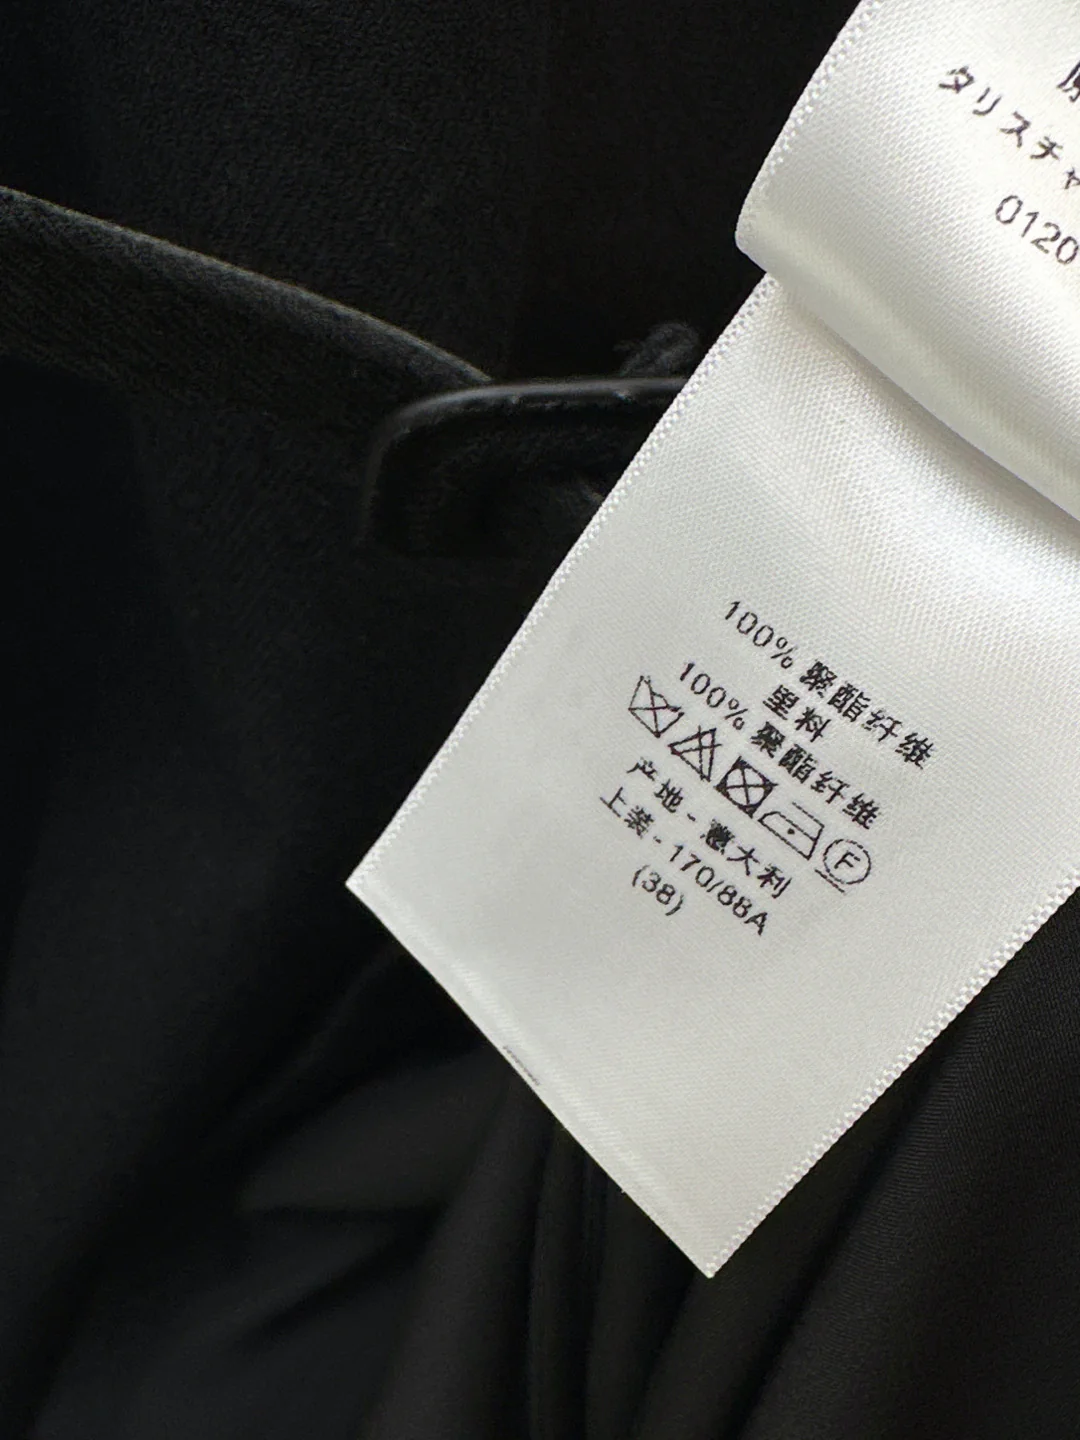 タリスチャ
0120
100% 聚酯纤维
里料
100% 聚酯纤维
F
产地 - 意大利
上装 - 170/88A
(38)